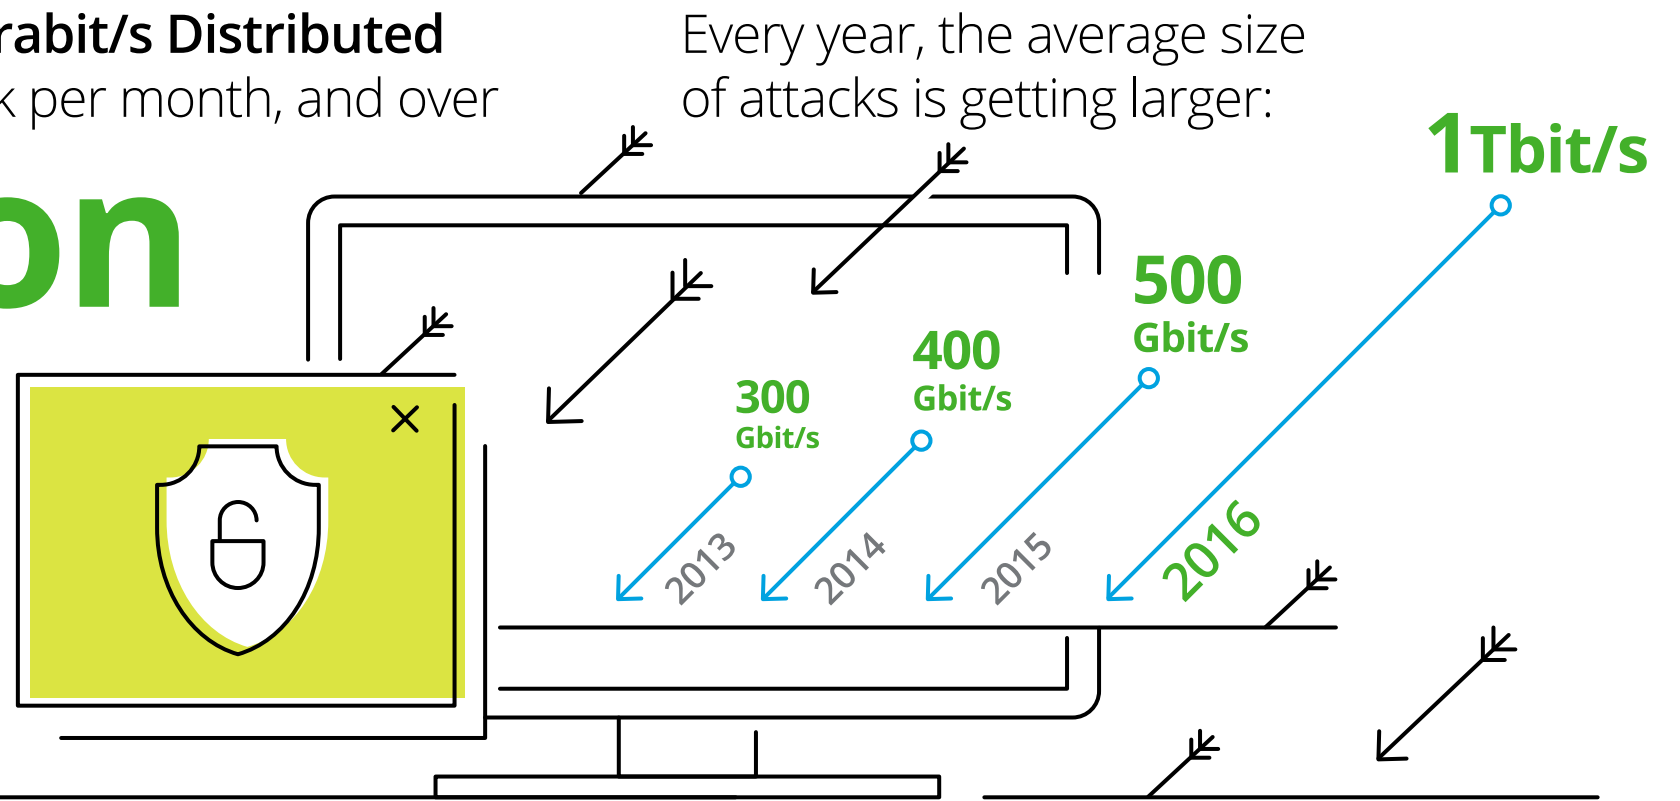 rabit/s Distributed
k per month, and over
on
Every year, the average size
of attacks is getting larger:
1Tbit/s
500
Gbit/s
400
Gbit/s
300
Gbit/s
2013
2014
2015
2016